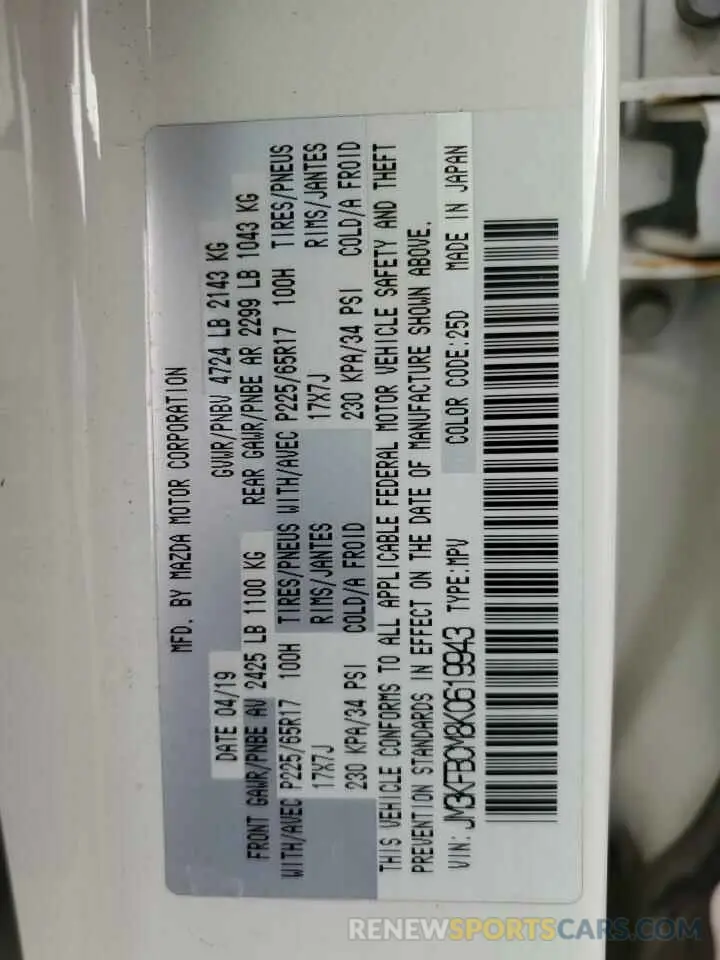 MFD. BY MAZDA MOTOR CORPORATION
DATE 04/19 GVWR/PNBV 4724 LB 2143 KG
FRONT GAWR/PNBE AV 2425 LB 1100 KG REAR GAWR/PNBE AR 2299 LB 1043 KG
WITH/AVEC P225/65R17 100H TIRES/PNEUS WITH/AVEC P225/65R17 100H TIRES/PNEUS
17X7J RIMS/JANTES 17X7J RIMS/JANTES
230 KPA/34 PSI COLD/A FROID 230 KPA/34 PSI COLD/A FROID
THIS VEHICLE CONFORMS TO ALL APPLICABLE FEDERAL MOTOR VEHICLE SAFETY AND THEFT
PREVENTION STANDARDS IN EFFECT ON THE DATE OF MANUFACTURE SHOWN ABOVE.
VIN: JM3KFBCM8K0619943 TYPE:MPV COLOR CODE:25D MADE IN JAPAN
RENEWSPORTSCARS.COM